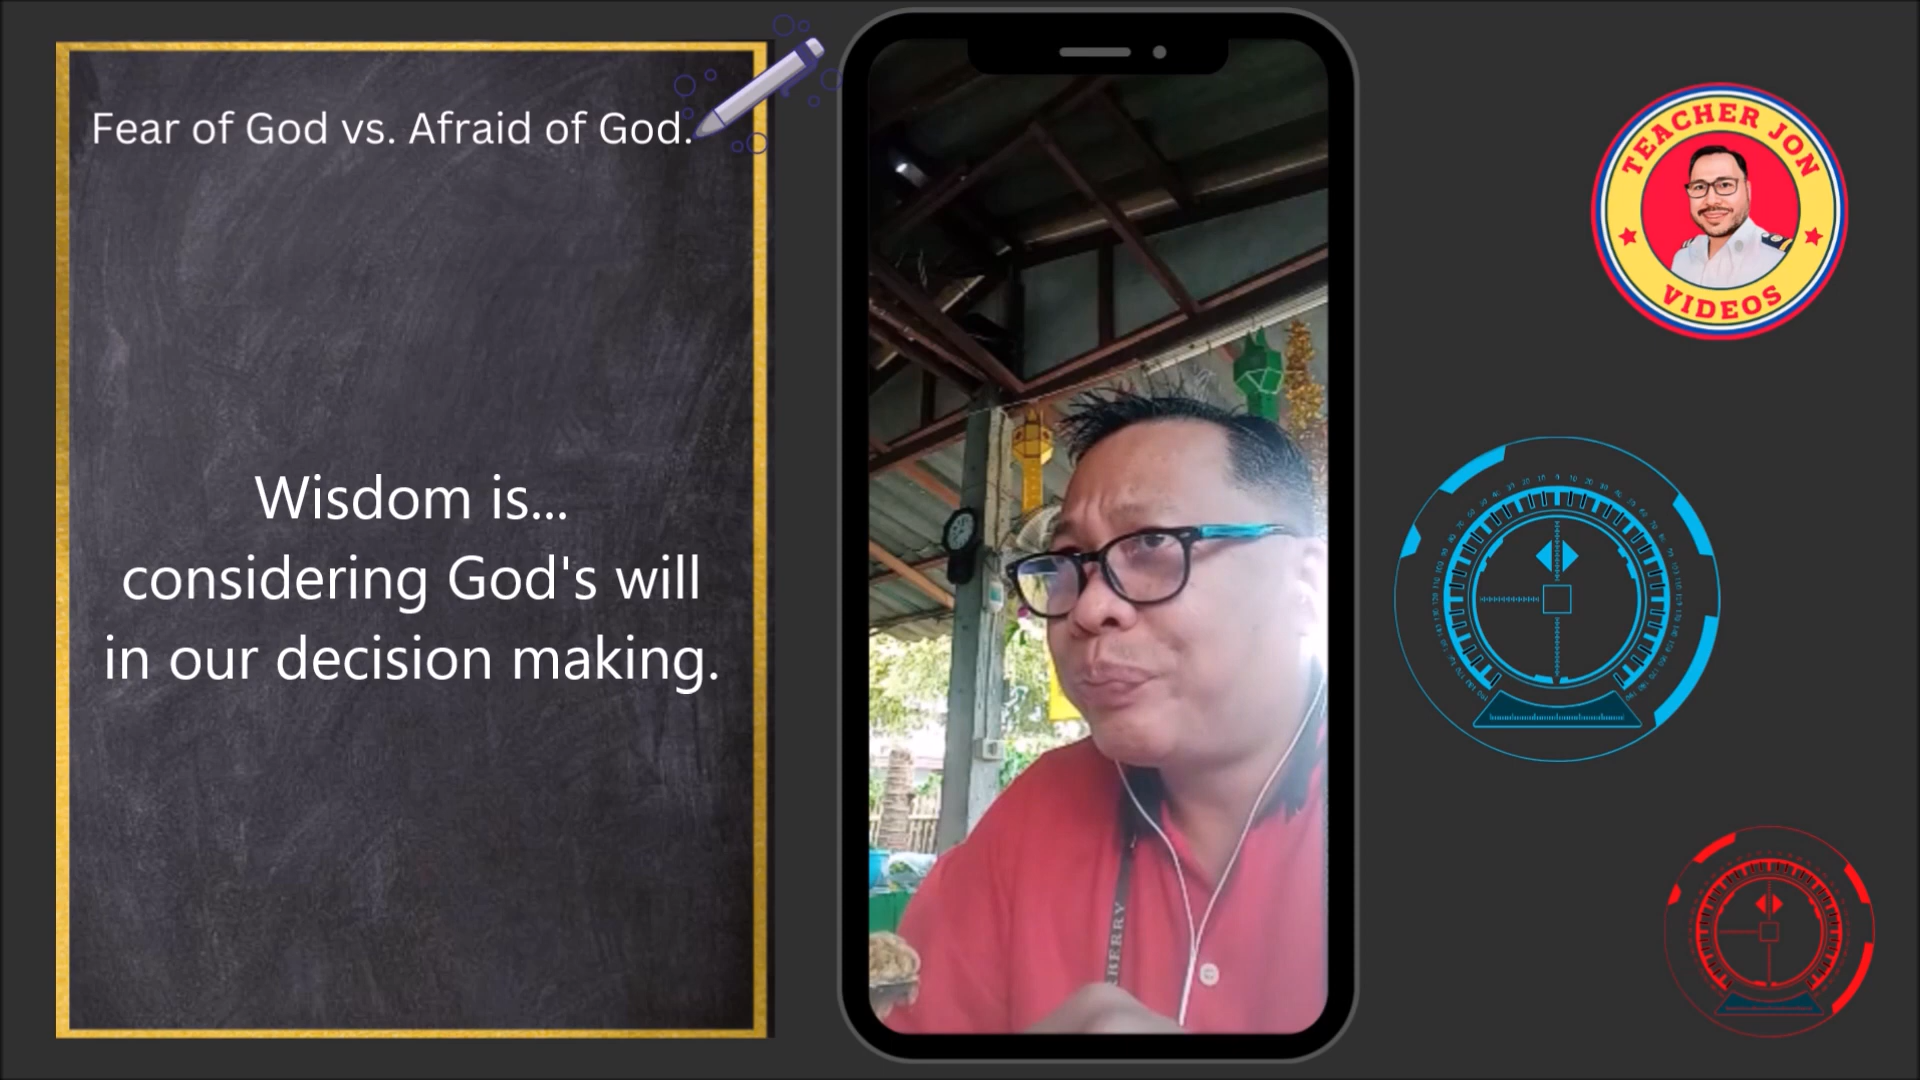 Fear of God vs. Afraid of God.
Wisdom is...
considering God's will
in our decision making.
TEACHER JON
VIDEOS